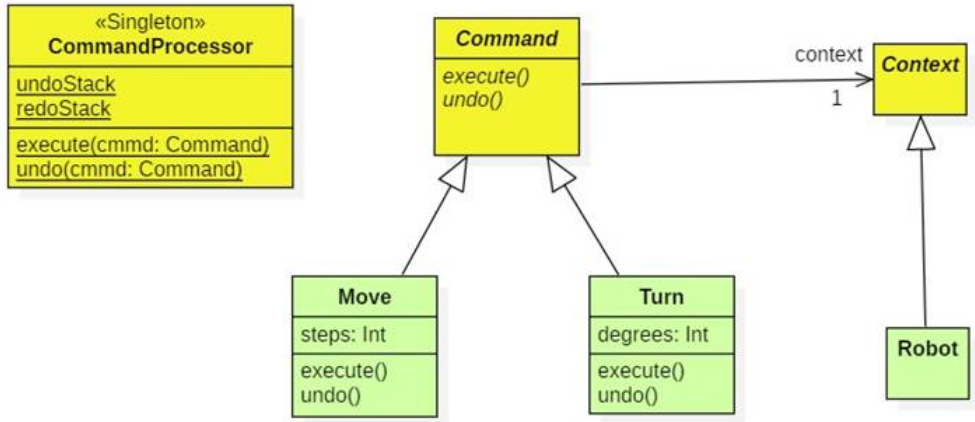 «Singleton»
CommandProcessor
undoStack
redoStack
execute(cmmd: Command)
undo(cmmd: Command)
Command
execute()
undo()
context
1
Context
Move
steps: Int
execute()
undo()
Turn
degrees: Int
execute()
undo()
Robot